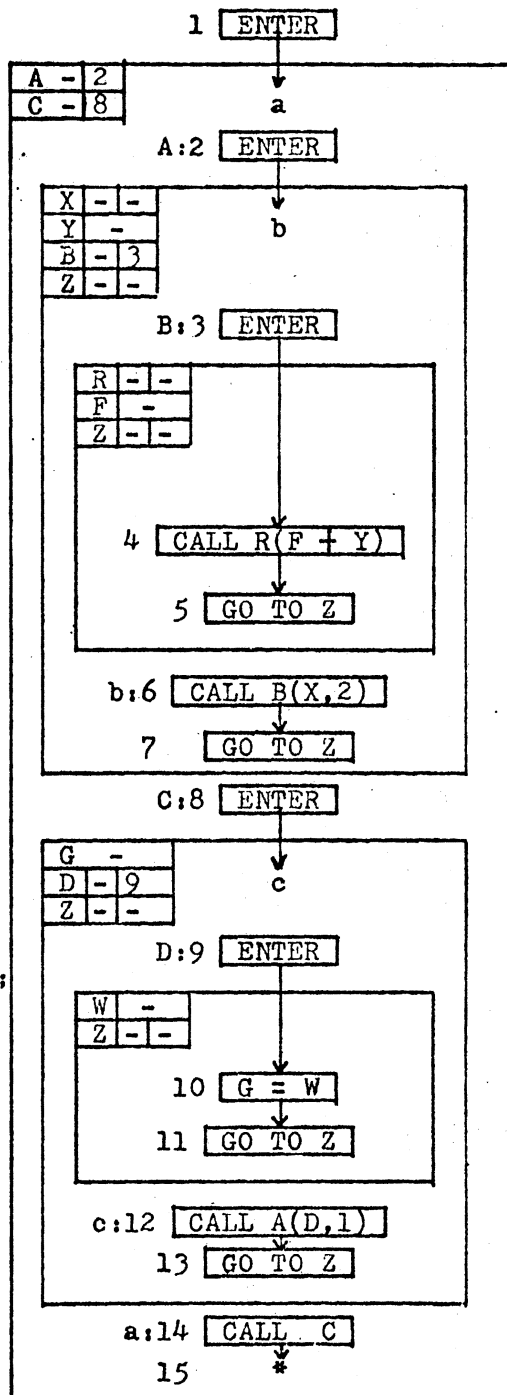 1 ENTER
A - 2
C - 8
a
A:2 ENTER
X - -
Y -
B - 3
Z - -
b
B:3 ENTER
R - -
F -
Z - -
4 CALL R(F + Y)
5 GO TO Z
b:6 CALL B(X,2)
7 GO TO Z
C:8 ENTER
G -
D - 9
Z - -
c
D:9 ENTER
;
W -
Z - -
10 G = W
11 GO TO Z
c:12 CALL A(D,1)
13 GO TO Z
a:14 CALL C
15 *